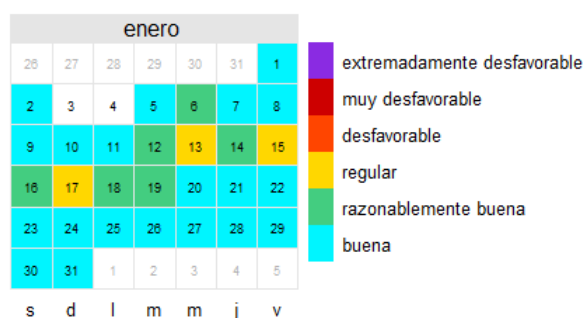 enero
26 27 28 29 30 31 1
2 3 4 5 6 7 8
9 10 11 12 13 14 15
16 17 18 19 20 21 22
23 24 25 26 27 28 29
30 31 1 2 3 4 5
s d l m m j v
extremadamente desfavorable
muy desfavorable
desfavorable
regular
razonablemente buena
buena